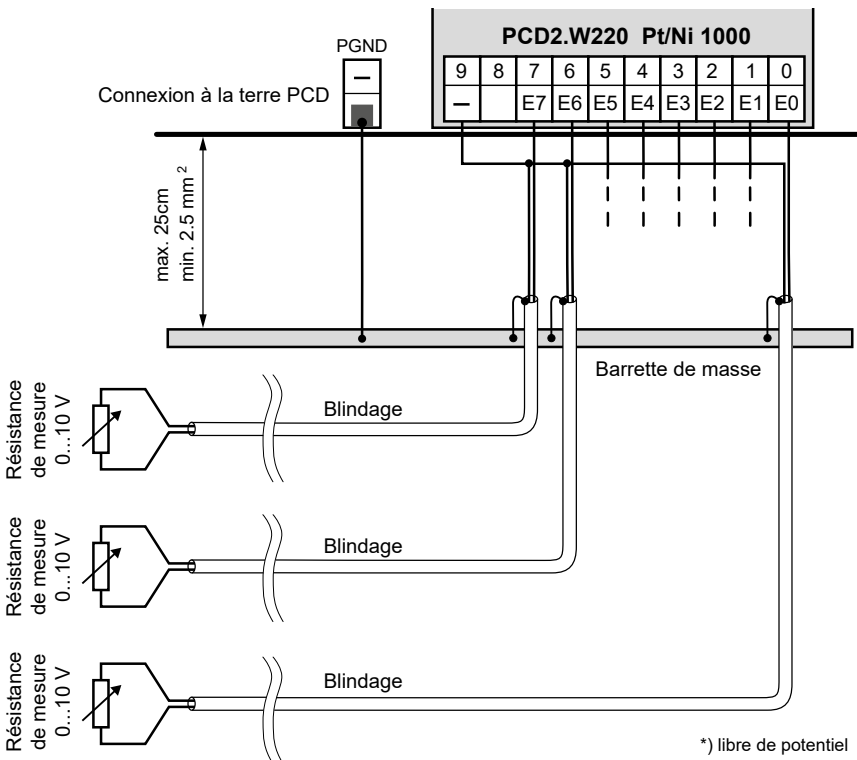 PCD2.W220 Pt/Ni 1000
PGND
9 8 7 6 5 4 3 2 1 0
– E7 E6 E5 E4 E3 E2 E1 E0
–
Connexion à la terre PCD
max. 25cm
min. 2.5 mm²
Barrette de masse
Résistance
de mesure
0...10 V
Blindage
Résistance
de mesure
0...10 V
Blindage
Résistance
de mesure
0...10 V
Blindage
*) libre de potentiel